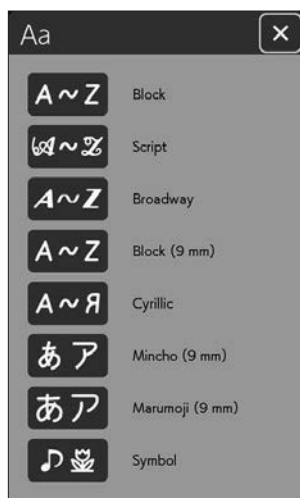 Aa ×
A~Z Block
A~Z Script
A~Z Broadway
A~Z Block (9 mm)
A~Я Cyrillic
あ ア Mincho (9 mm)
あ ア Marumoji (9 mm)
Symbol